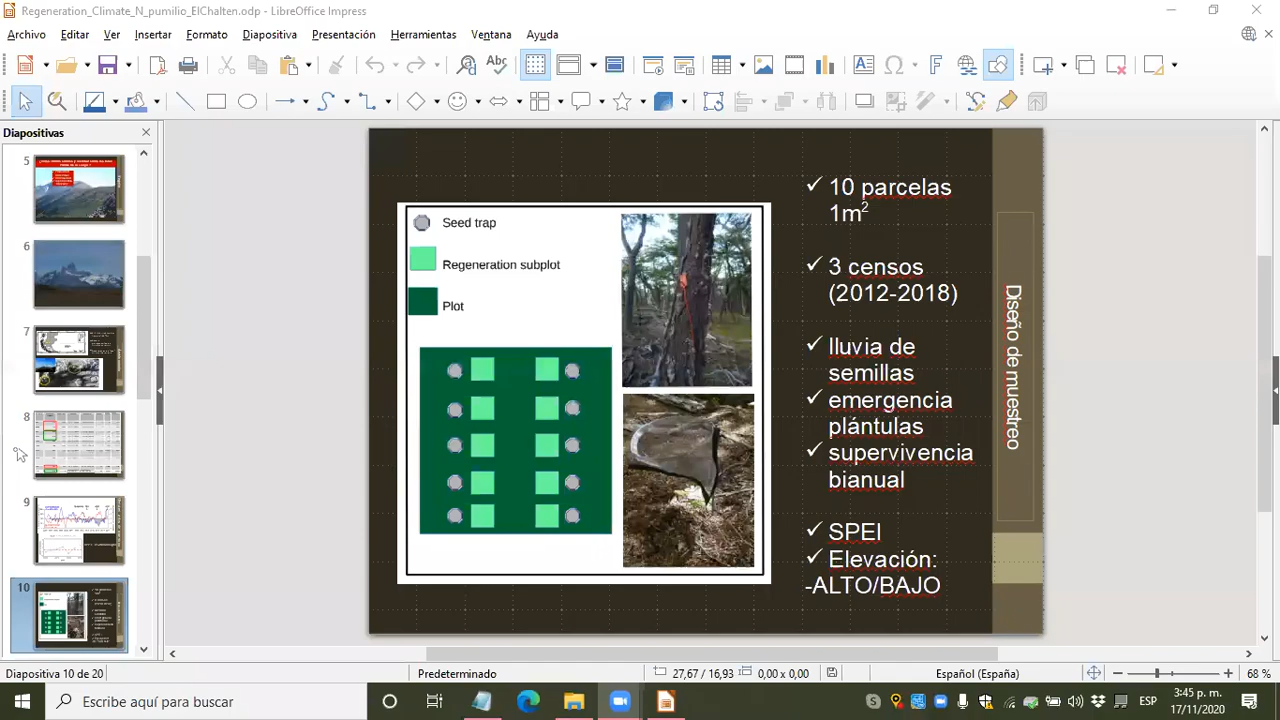 Regeneration_Climate_N_pumilio_ElChalten.odp - LibreOffice Impress
Archivo Editar Ver Insertar Formato Diapositiva Presentación Herramientas Ventana Ayuda
Diapositivas
5
6
7
8
9
10
Seed trap
Regeneration subplot
Plot
✓ 10 parcelas
1m²
✓ 3 censos
(2012-2018)
✓ lluvia de
semillas
✓ emergencia
plántulas
✓ supervivencia
bianual
✓ SPEI
✓ Elevación:
-ALTO/BAJO
Diseño de muestreo
Diapositiva 10 de 20 Predeterminado 27,67 / 16,93 0,00 x 0,00 Español (España) 68 %
Escribe aquí para buscar
ESP
3:45 p. m.
17/11/2020